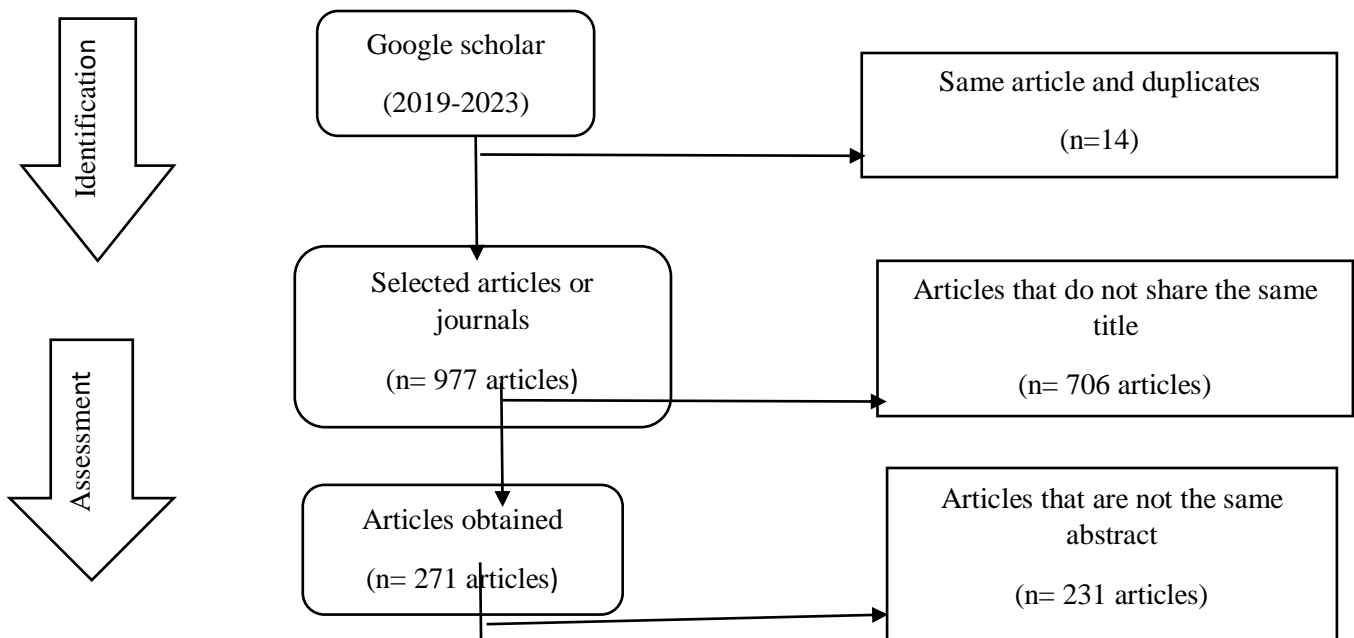 Identification
Google scholar
(2019-2023)
Same article and duplicates
(n=14)
Selected articles or
journals
(n= 977 articles)
Articles that do not share the same
title
(n= 706 articles)
Assessment
Articles obtained
(n= 271 articles)
Articles that are not the same
abstract
(n= 231 articles)